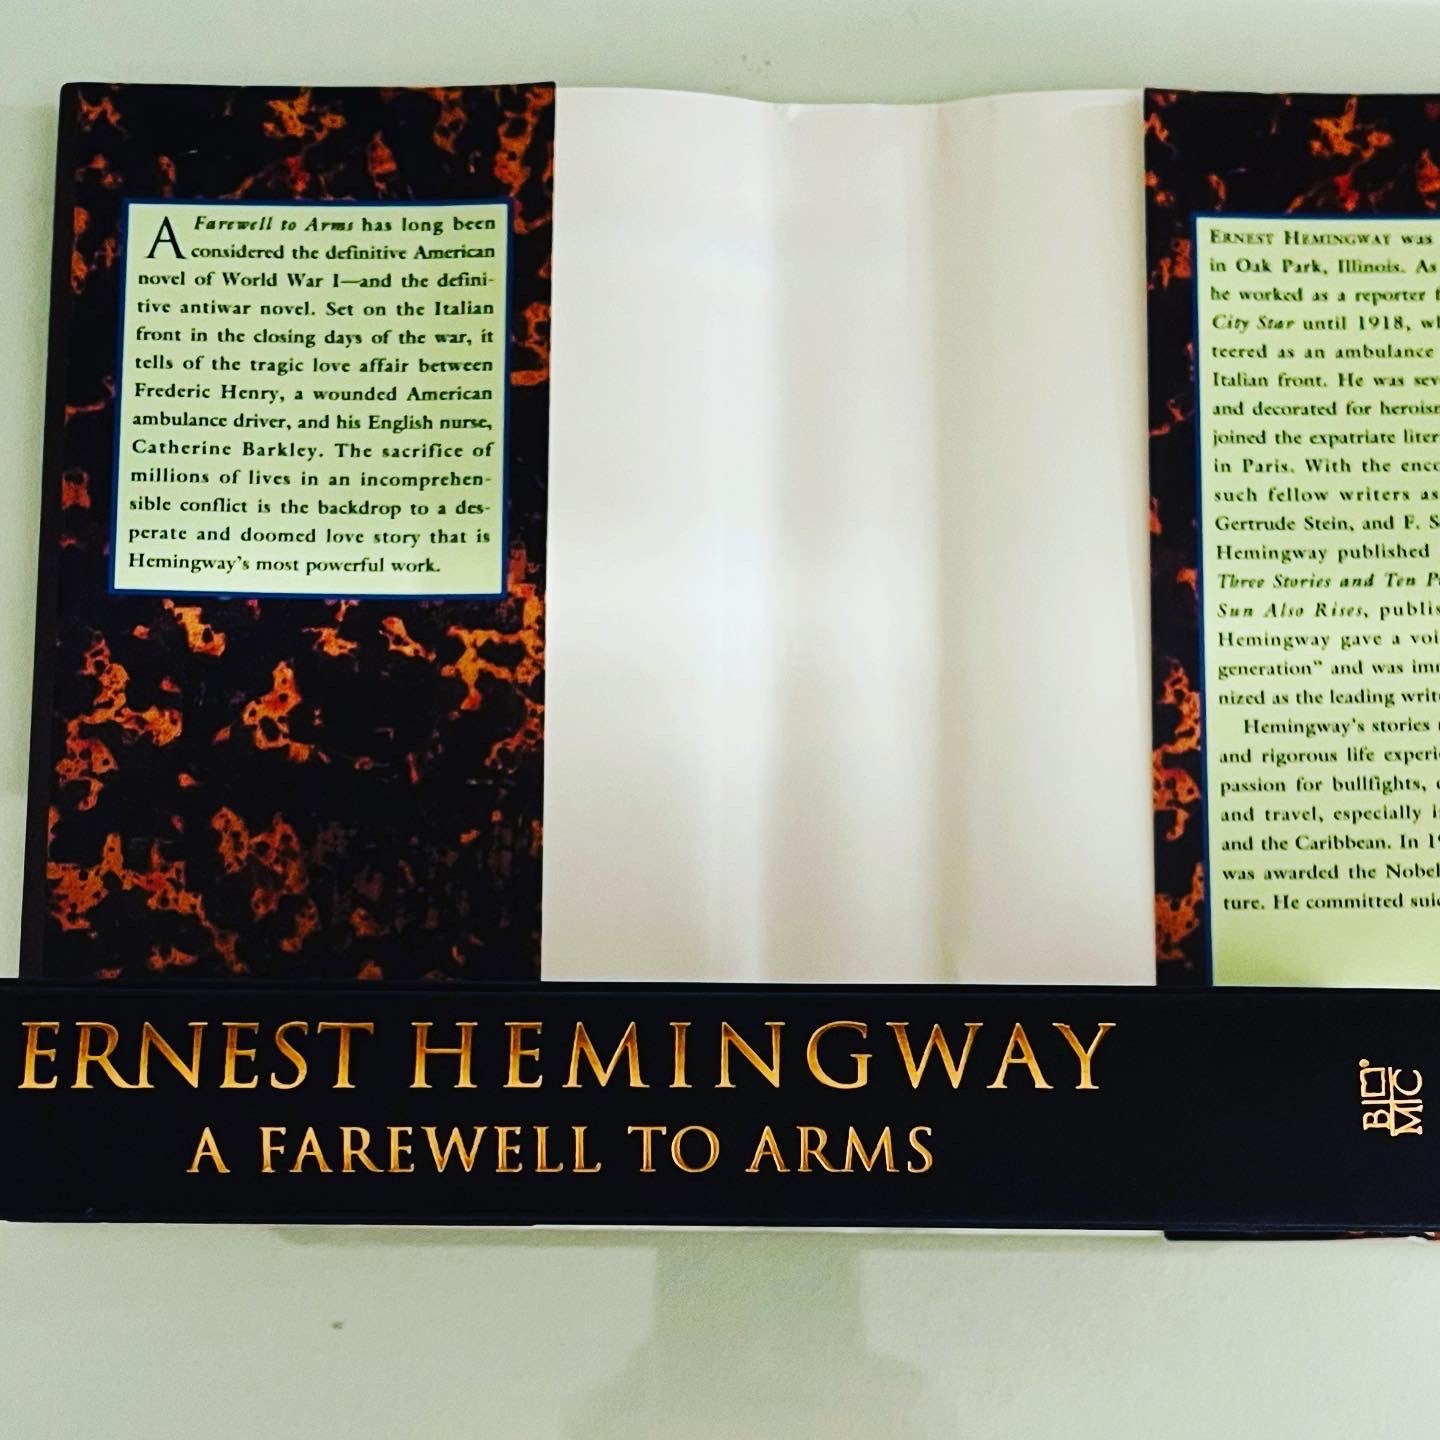 A Farewell to Arms has long been
considered the definitive American
novel of World War I—and the defini-
tive antiwar novel. Set on the Italian
front in the closing days of the war, it
tells of the tragic love affair between
Frederic Henry, a wounded American
ambulance driver, and his English nurse,
Catherine Barkley. The sacrifice of
millions of lives in an incomprehen-
sible conflict is the backdrop to a des-
perate and doomed love story that is
Hemingway's most powerful work.
ERNEST HEMINGWAY was
in Oak Park, Illinois. As
he worked as a reporter
City Star until 1918,
teered as an ambulance
Italian front. He was
and decorated for
joined the expatriate
in Paris. With the
such fellow writers as
Gertrude Stein, and F.
Hemingway published
Three Stories and Ten
Sun Also Rises,
Hemingway gave a
generation" and was
nized as the leading
Hemingway's stories
and rigorous life
passion for bullfights,
and travel, especially
and the Caribbean. In
was awarded the Nobel
ture. He committed
ERNEST HEMINGWAY
A FAREWELL TO ARMS
BIO
MC